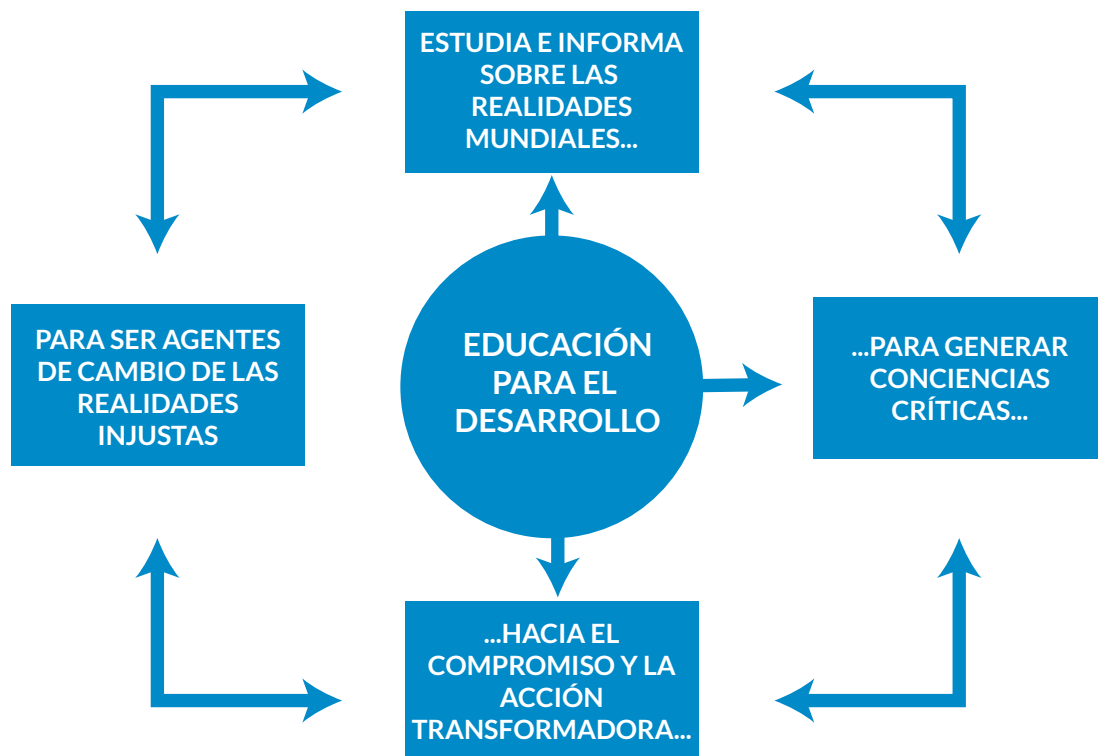 ESTUDIA E INFORMA
SOBRE LAS
REALIDADES
MUNDIALES...
PARA SER AGENTES
DE CAMBIO DE LAS
REALIDADES
INJUSTAS
EDUCACIÓN
PARA EL
DESARROLLO
...PARA GENERAR
CONCIENCIAS
CRÍTICAS...
...HACIA EL
COMPROMISO Y LA
ACCIÓN
TRANSFORMADORA...